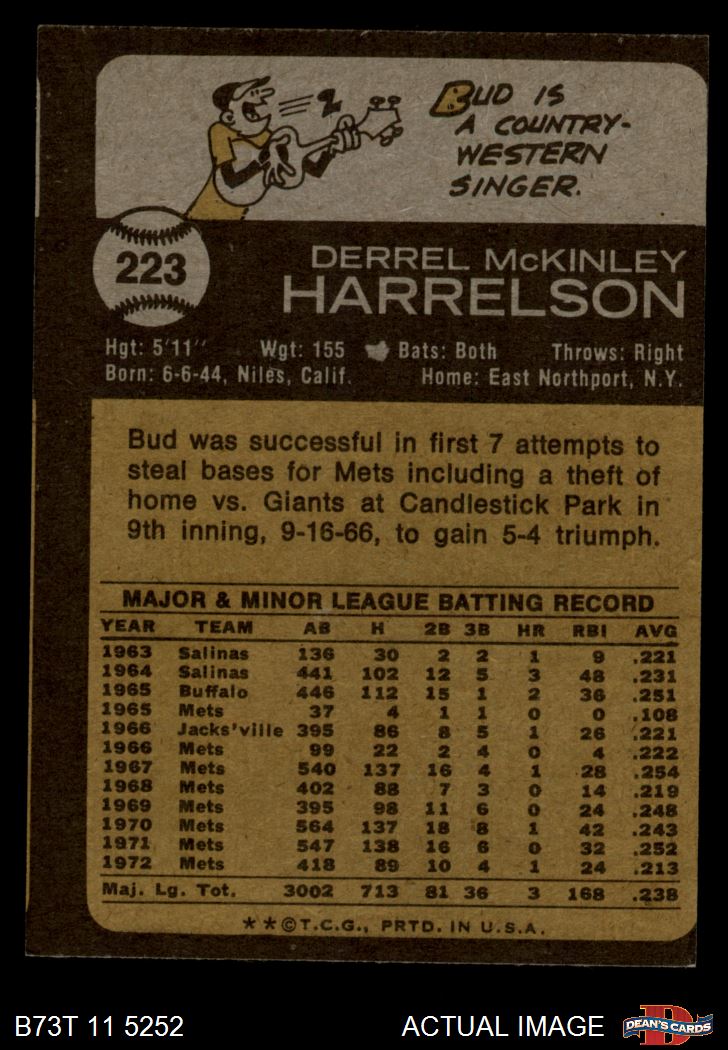 BUD IS
A COUNTRY-
WESTERN
SINGER.
223
DERREL McKINLEY
HARRELSON
Hgt: 5'11" Wgt: 155 Bats: Both Throws: Right
Born: 6-6-44, Niles, Calif. Home: East Northport, N.Y.
Bud was successful in first 7 attempts to
steal bases for Mets including a theft of
home vs. Giants at Candlestick Park in
9th inning, 9-16-66, to gain 5-4 triumph.
MAJOR & MINOR LEAGUE BATTING RECORD
YEAR TEAM AB H 2B 3B HR RBI AVG
1963 Salinas 136 30 2 2 1 9 .221
1964 Salinas 441 102 12 5 3 48 .231
1965 Buffalo 446 112 15 1 2 36 .251
1965 Mets 37 4 1 1 0 0 .108
1966 Jacks'ville 395 86 8 5 1 26 .221
1966 Mets 99 22 2 4 0 4 .222
1967 Mets 540 137 16 4 1 28 .254
1968 Mets 402 88 7 3 0 14 .219
1969 Mets 395 98 11 6 0 24 .248
1970 Mets 564 137 18 8 1 42 .243
1971 Mets 547 138 16 6 0 32 .252
1972 Mets 418 89 10 4 1 24 .213
Maj. Lg. Tot. 3002 713 81 36 3 168 .238
**©T.C.G., PRTD. IN U.S.A.
B73T 11 5252 ACTUAL IMAGE
D
DEAN'S CARDS